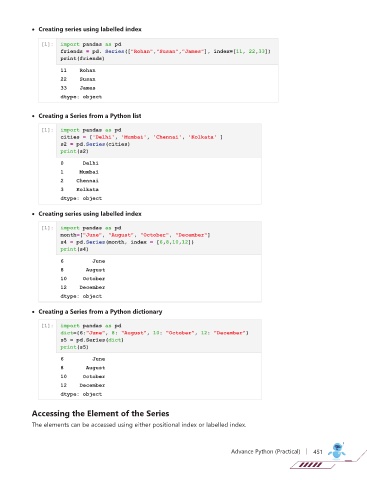 • Creating series using labelled index
[1]: import pandas as pd
friends = pd. Series(["Rohan","Susan","James"], index=[11, 22,33])
print(friends)
11 Rohan
22 Susan
33 James
dtype: object
• Creating a Series from a Python list
[1]: import pandas as pd
cities = ['Delhi', 'Mumbai', 'Chennai', 'Kolkata' ]
s2 = pd.Series(cities)
print(s2)
0 Delhi
1 Mumbai
2 Chennai
3 Kolkata
dtype: object
• Creating series using labelled index
[1]: import pandas as pd
month=["June", "August", "October", "December"]
s4 = pd.Series(month, index = [6,8,10,12])
print(s4)
6 June
8 August
10 October
12 December
dtype: object
• Creating a Series from a Python dictionary
[1]: import pandas as pd
dict={6:"June", 8: "August", 10: "October", 12: "December"}
s5 = pd.Series(dict)
print(s5)
6 June
8 August
10 October
12 December
dtype: object
Accessing the Element of the Series
The elements can be accessed using either positional index or labelled index.
Advance Python (Practical) | 451